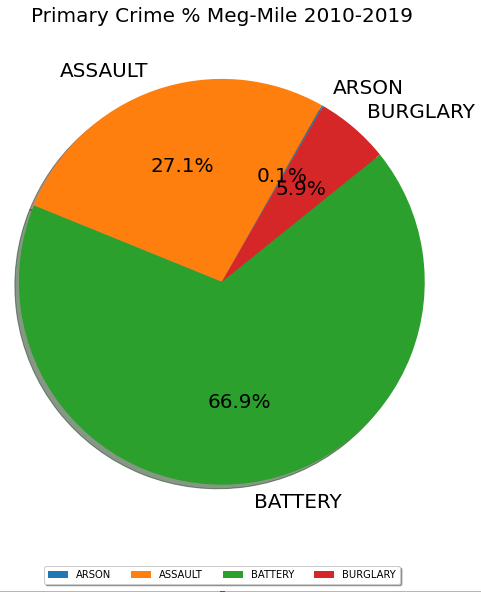 Primary Crime % Meg-Mile 2010-2019
ASSAULT
ARSON
BURGLARY
27.1%
0.1%
5.9%
66.9%
BATTERY
ARSON ASSAULT BATTERY BURGLARY